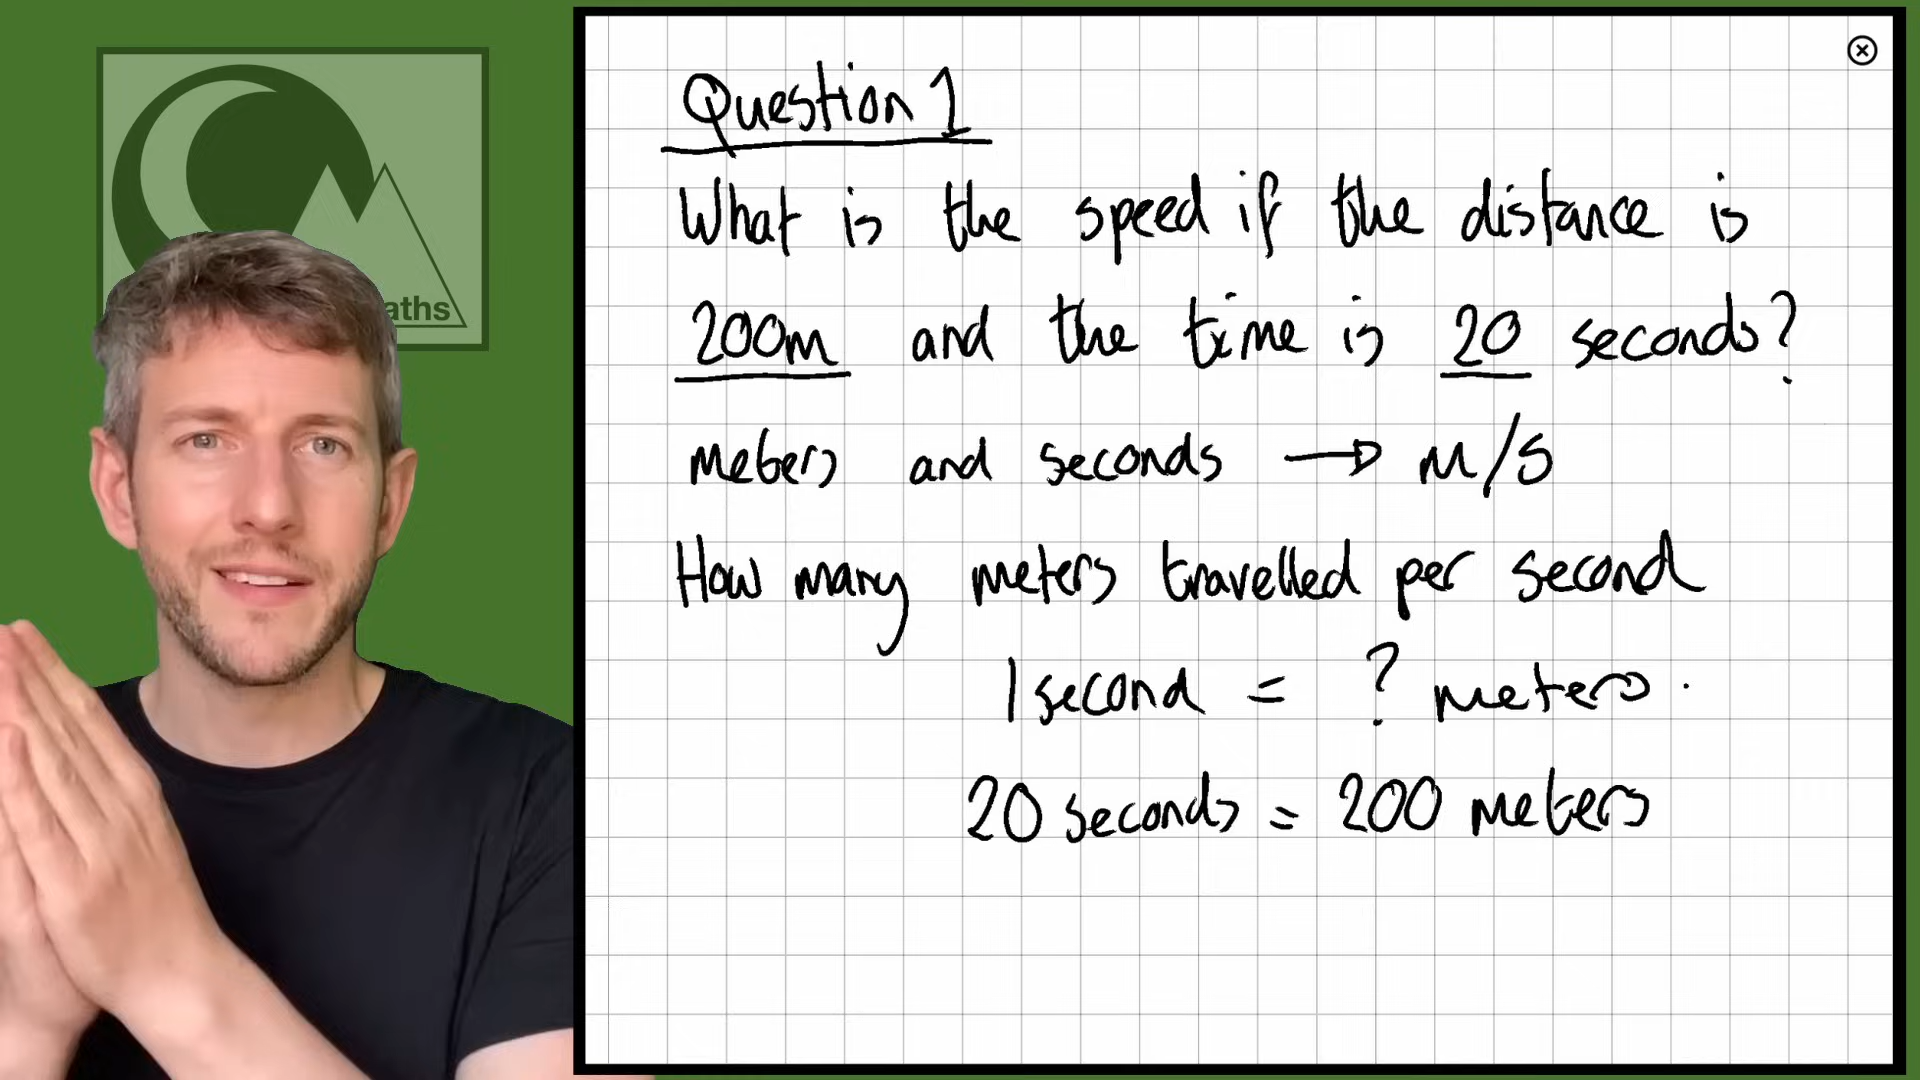 aths
Question 1
What is the speed if the distance is
200m and the time is 20 seconds?
meters and seconds → m/s
How many meters travelled per second
1 second = ? meters.
20 seconds = 200 meters